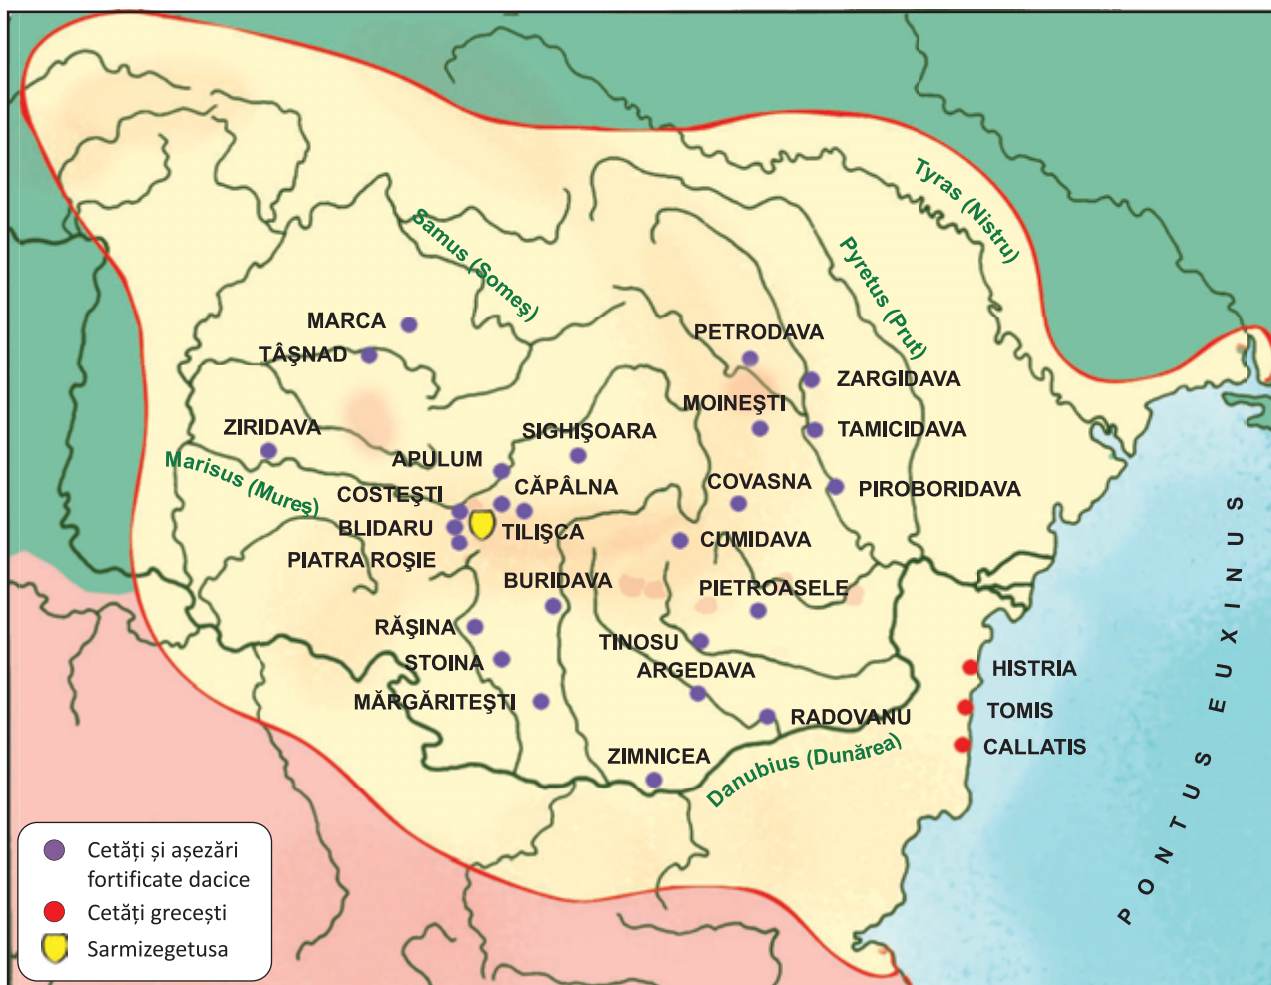 Tyras (Nistru)
Samus (Someş)
Pyretus (Prut)
MARCA
PETRODAVA
TÂŞNAD
ZARGIDAVA
MOINEŞTI
ZIRIDAVA
SIGHIŞOARA
TAMICIDAVA
Marisus (Mureş)
APULUM
COVASNA
PIROBORIDAVA
COSTEŞTI
CĂPÂLNA
BLIDARU
TILIŞCA
CUMIDAVA
PIATRA ROŞIE
BURIDAVA
PIETROASELE
RĂŞINA
TINOSU
STOINA
ARGEDAVA
HISTRIA
MĂRGĂRITEŞTI
RADOVANU
TOMIS
CALLATIS
ZIMNICEA
Danubius (Dunărea)
PONTUS EUXINUS
Cetăți și așezări
fortificate dacice
Cetăți grecești
Sarmizegetusa